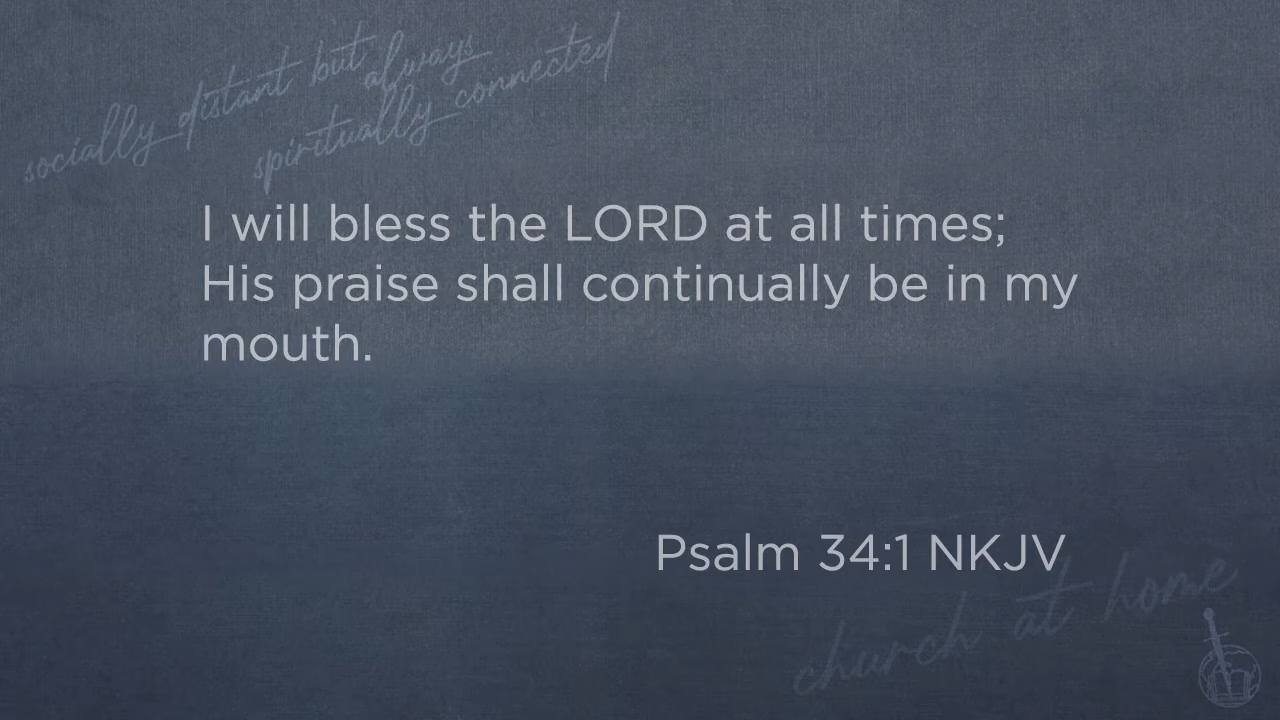 socially distant but always
spiritually connected
I will bless the LORD at all times;
His praise shall continually be in my
mouth.
Psalm 34:1 NKJV
church at home